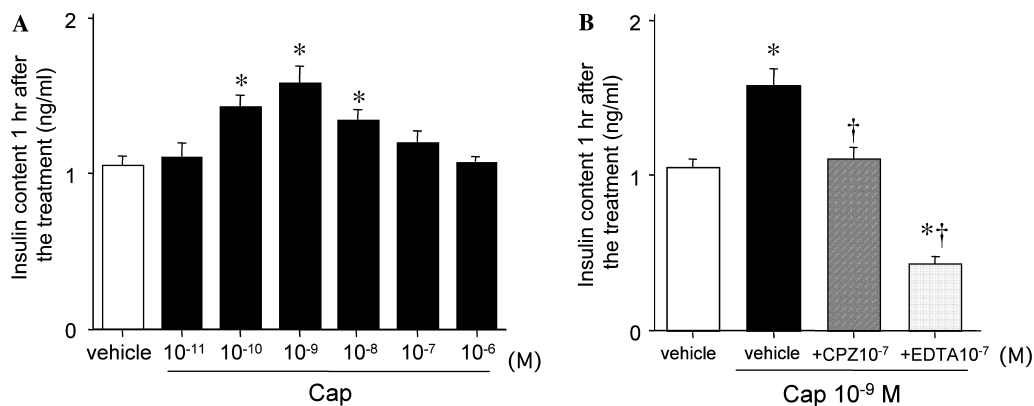 A
Insulin content 1 hr after
the treatment (ng/ml)
2
1
0
*
*
*
vehicle 10⁻¹¹ 10⁻¹⁰ 10⁻⁹ 10⁻⁸ 10⁻⁷ 10⁻⁶ (M)
Cap
B
Insulin content 1 hr after
the treatment (ng/ml)
2
1
0
*
†
*†
vehicle vehicle +CPZ10⁻⁷ +EDTA10⁻⁷ (M)
Cap 10⁻⁹ M